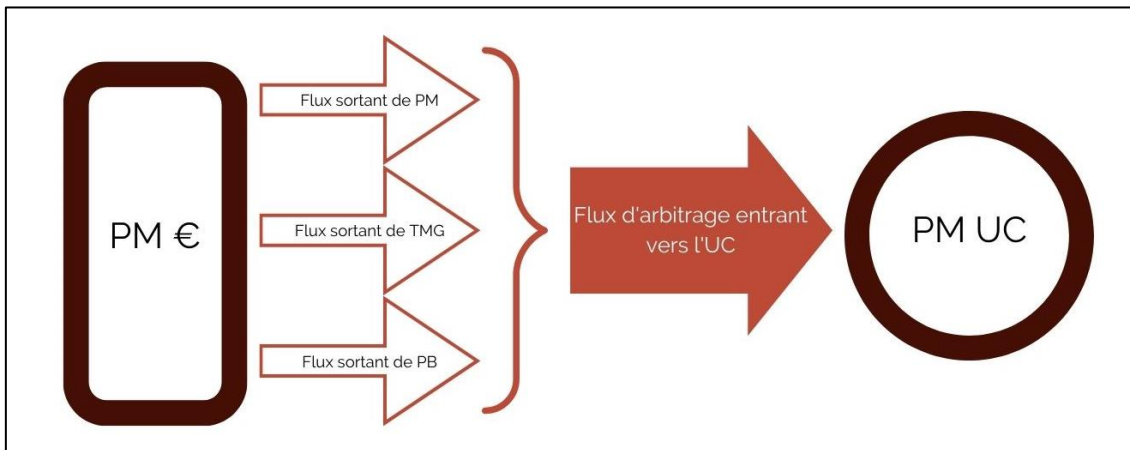 PM €
Flux sortant de PM
Flux sortant de TMG
Flux sortant de PB
Flux d'arbitrage entrant
vers l'UC
PM UC